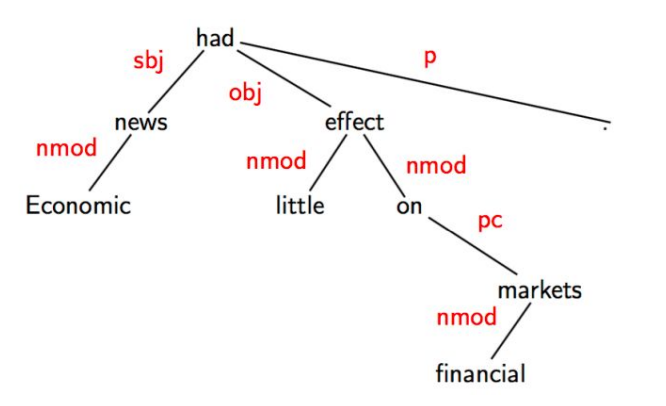 had
sbj
p
obj
news effect .
nmod
nmod nmod
Economic little on
pc
markets
nmod
financial